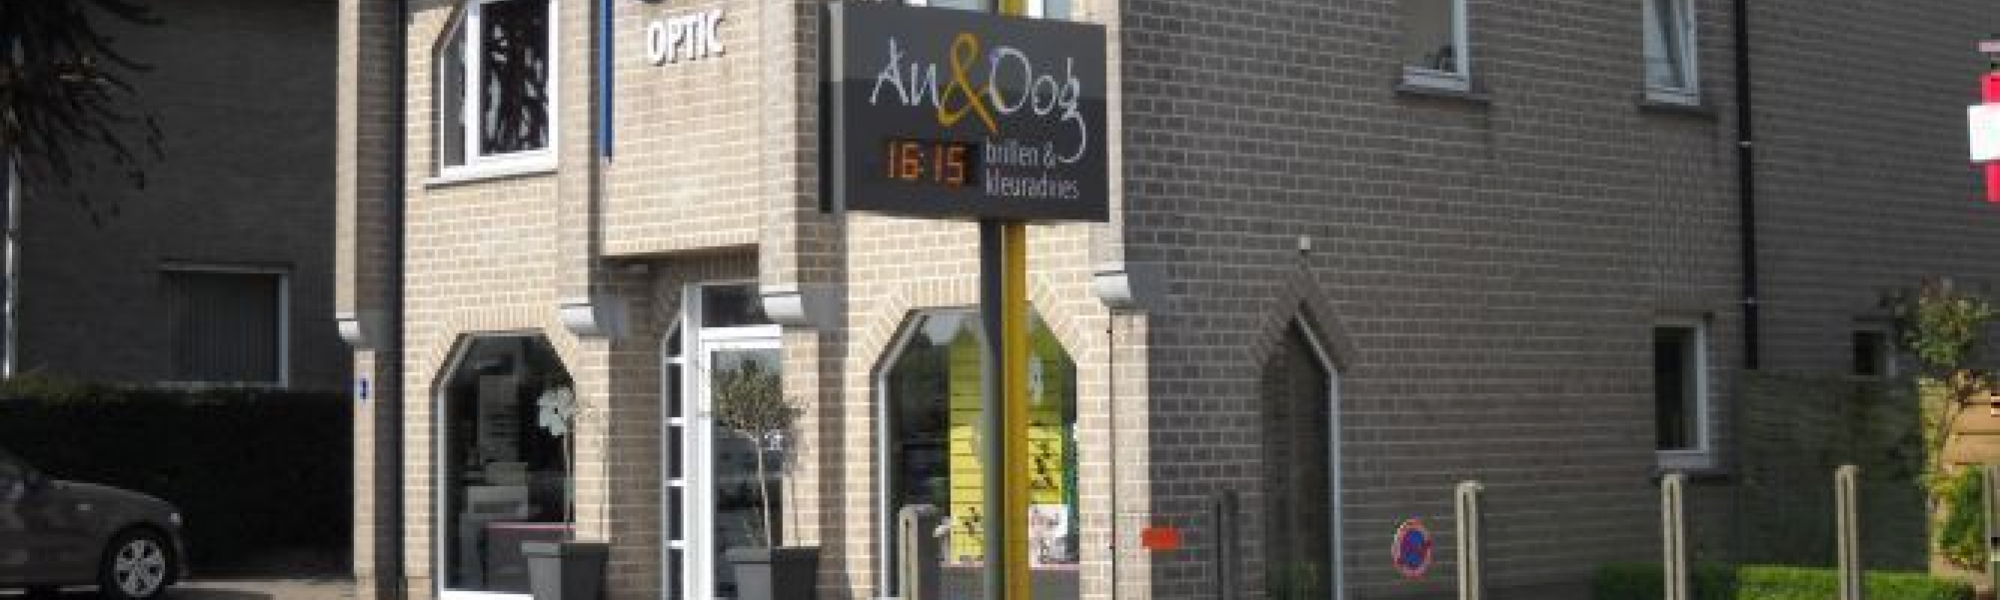 OPTIC
An&Oog
16:15
brillen &
kleuradvies